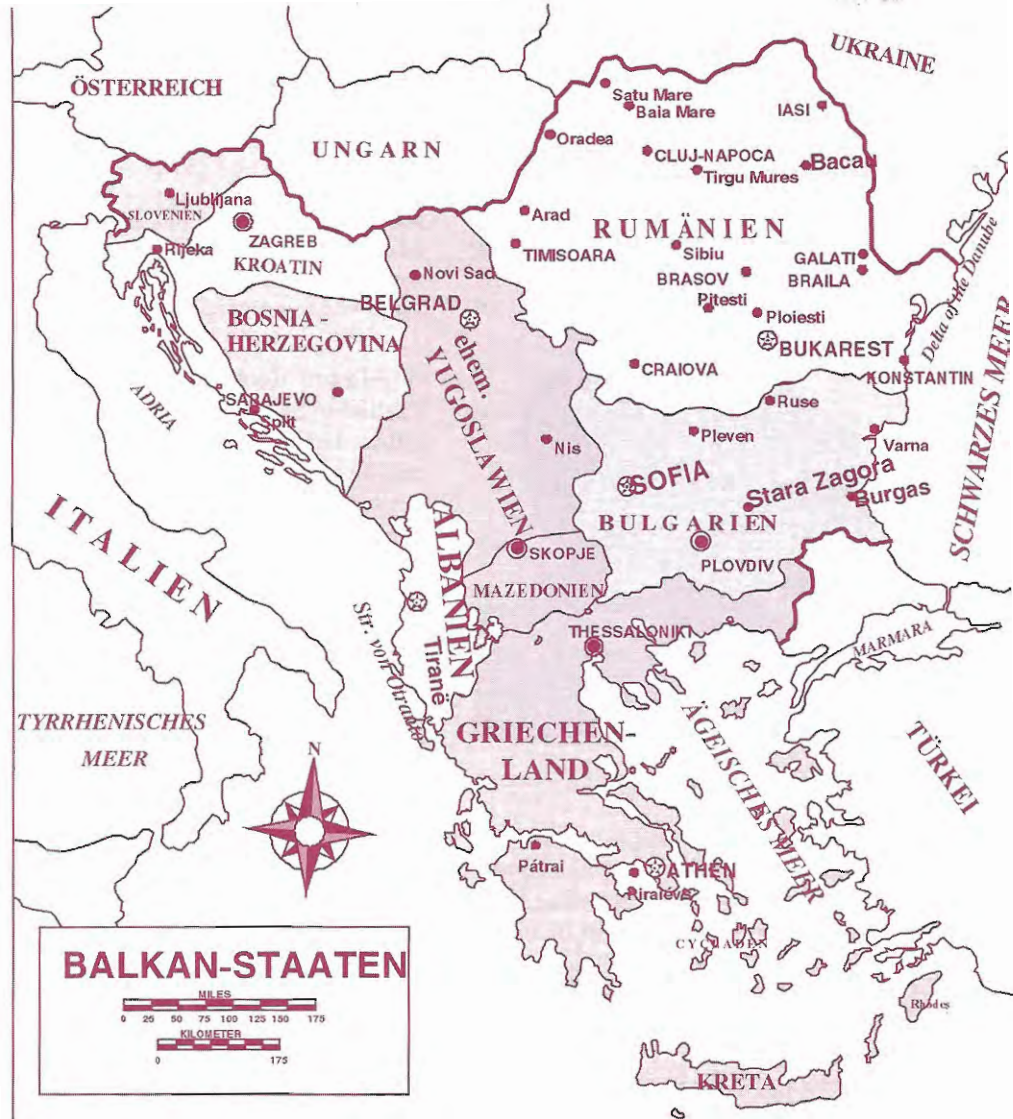 UKRAINE
ÖSTERREICH
UNGARN
Satu Mare
Baia Mare
IASI
Oradea
CLUJ-NAPOCA
Tirgu Mures
Bacau
Ljublijana
SLOVENIEN
ZAGREB
KROATIN
Rijeka
Arad
RUMÄNIEN
TIMISOARA
Sibiu
GALATI
BRASOV
BRAILA
Novi Sad
BELGRAD
Pitesti
Ploiesti
BUKAREST
Delta of the Danube
BOSNIA -
HERZEGOVINA
ehem.
YUGOSLAWIEN
CRAIOVA
KONSTANTIN
SCHWARZES MEER
ADRIA
SARAJEVO
Split
Ruse
Pleven
Varna
Nis
SOFIA
Stara Zagora
Burgas
BULGARIEN
PLOVDIV
ITALIEN
ALBANIEN
SKOPJE
MAZEDONIEN
Tiranë
Str. von Otranto
THESSALONIKI
MARMARA
TYRRHENISCHES
MEER
GRIECHEN-
LAND
ÄGEISCHES MEER
TÜRKEI
N
Pátrai
ATHEN
Piraievs
CYCLADEN
Rhodes
KRETA
BALKAN-STAATEN
MILES
0 25 50 75 100 125 150 175
KILOMETER
0 175